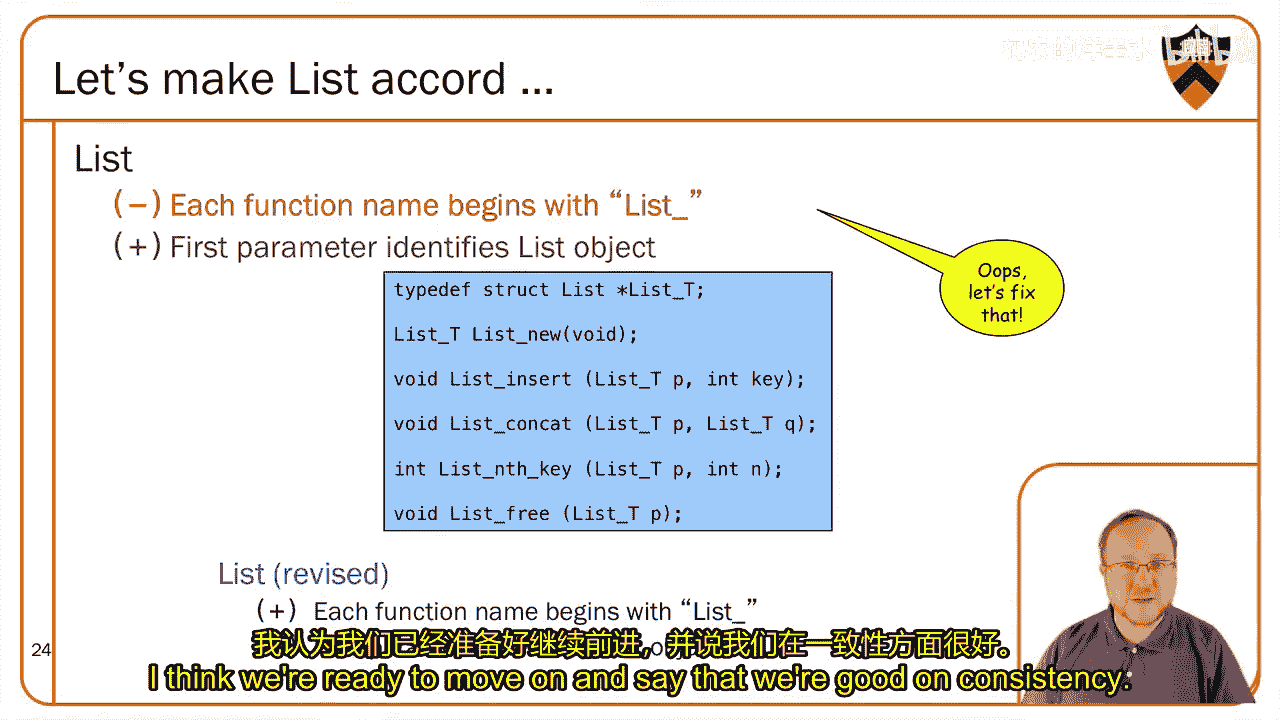 Let's make List accord ...
List
(–) Each function name begins with “List_”
(+) First parameter identifies List object
Oops,
let's fix
that!
typedef struct List *List_T;
List_T List_new(void);
void List_insert (List_T p, int key);
void List_concat (List_T p, List_T q);
int List_nth_key (List_T p, int n);
void List_free (List_T p);
List (revised)
(+) Each function name begins with “List_”
24
我认为我们已经准备好继续前进，并说我们在一致性方面很好。
I think we're ready to move on and say that we're good on consistency.